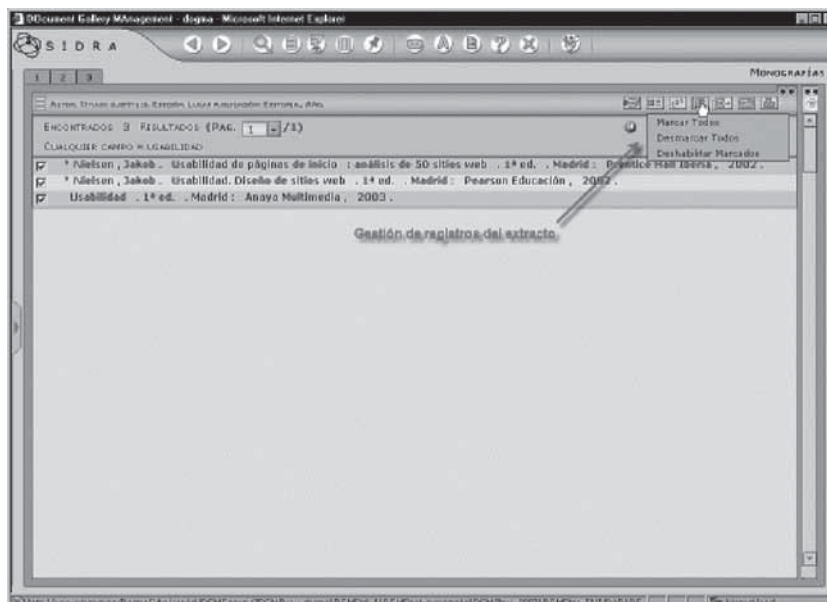 DDocument Gallery MAnagement - dogma - Microsoft Internet Explorer
SIDRA
1 2 3
Monografías
Encontrados 3 Resultados (Pag. 1 /1)
Cualquier campo = usabilidad
Marcar Todos
Desmarcar Todos
Deshabilitar Marcados
* Nielsen, Jakob. Usabilidad de páginas de inicio : análisis de 50 sities web . 1ª ed. . Madrid : Prentice Hall Iberia, 2002.
* Nielsen, Jakob. Usabilidad. Diseño de sitios web . 1ª ed. . Madrid : Pearson Educación, 2002.
Usabilidad . 1ª ed. . Madrid : Anaya Multimedia, 2003.
Gestión de registros del extracto